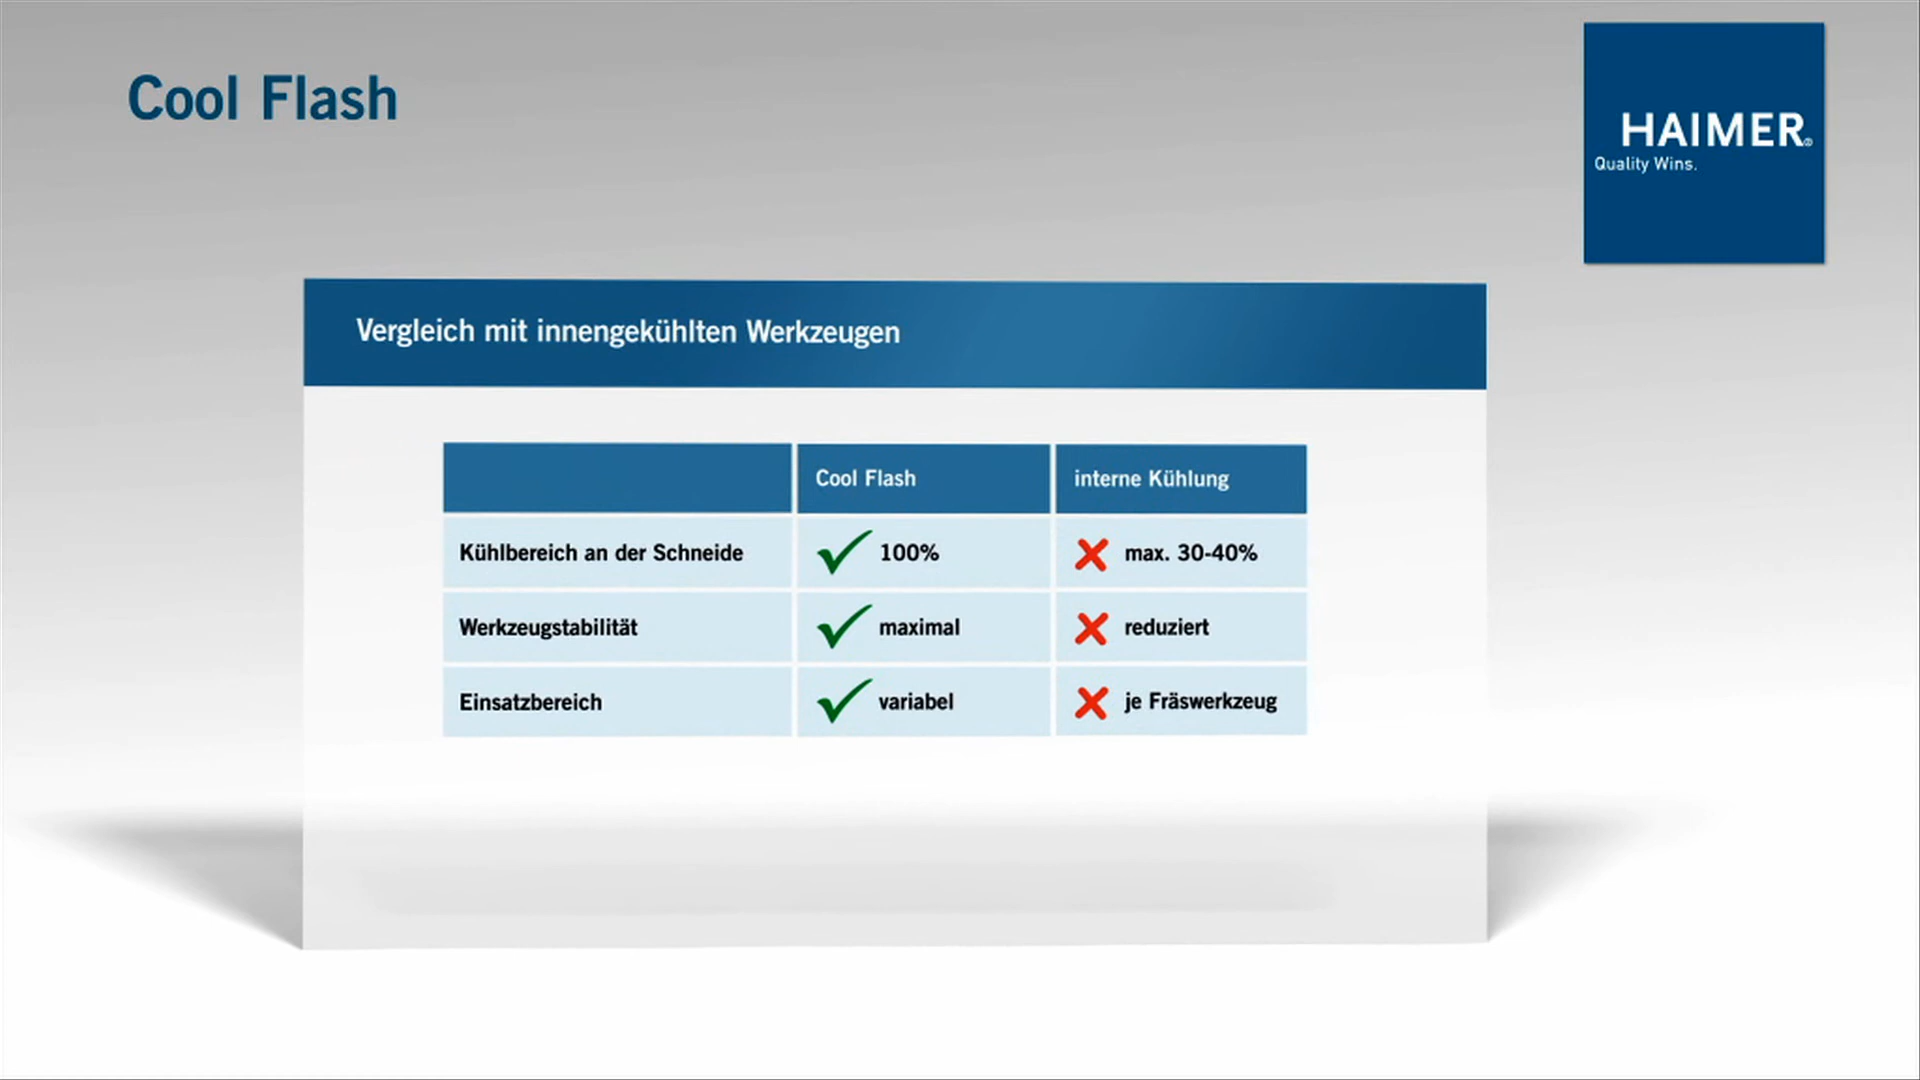 Cool Flash
HAIMER®
Quality Wins.
Vergleich mit innengekühlten Werkzeugen
Cool Flash interne Kühlung
Kühlbereich an der Schneide 100% max. 30-40%
Werkzeugstabilität maximal reduziert
Einsatzbereich variabel je Fräswerkzeug